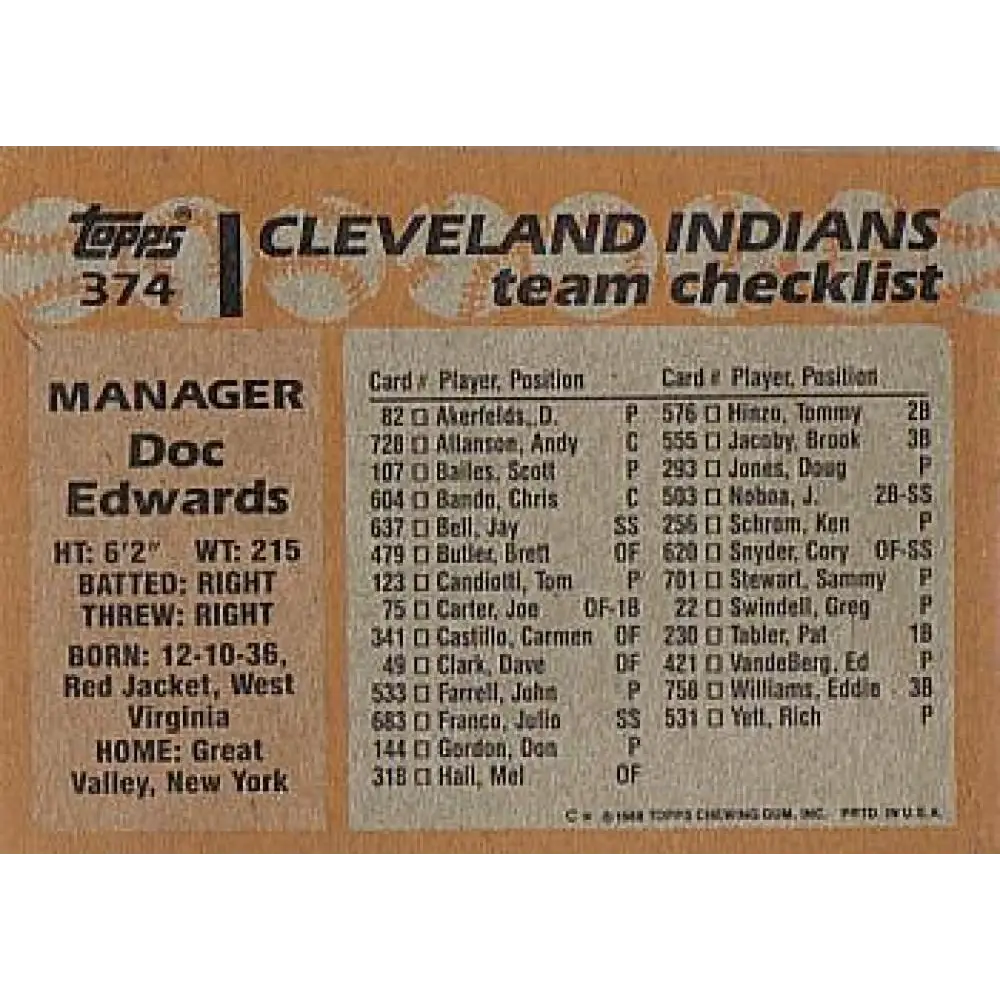 Topps®
374
CLEVELAND INDIANS
team checklist
MANAGER
Doc
Edwards
HT: 6'2" WT: 215
BATTED: RIGHT
THREW: RIGHT
BORN: 12-10-36,
Red Jacket, West
Virginia
HOME: Great
Valley, New York
Card # Player, Position
82 □ Akerfelds, D. P
728 □ Allanson, Andy C
107 □ Bailes, Scott P
604 □ Bando, Chris C
637 □ Bell, Jay SS
479 □ Butler, Brett OF
123 □ Candiotti, Tom P
75 □ Carter, Joe OF-1B
341 □ Castillo, Carmen OF
49 □ Clark, Dave OF
533 □ Farrell, John P
683 □ Franco, Julio SS
144 □ Gordon, Don P
318 □ Hall, Mel OF
Card # Player, Position
576 □ Hinzo, Tommy 2B
555 □ Jacoby, Brook 3B
293 □ Jones, Doug P
503 □ Noboa, J. 2B-SS
256 □ Schrom, Ken P
620 □ Snyder, Cory OF-SS
701 □ Stewart, Sammy P
22 □ Swindell, Greg P
230 □ Tabler, Pat 1B
421 □ VandeBerg, Ed P
758 □ Williams, Eddie 3B
531 □ Yett, Rich P
C* © 1988 TOPPS CHEWING GUM, INC. PRTD. IN U.S.A.